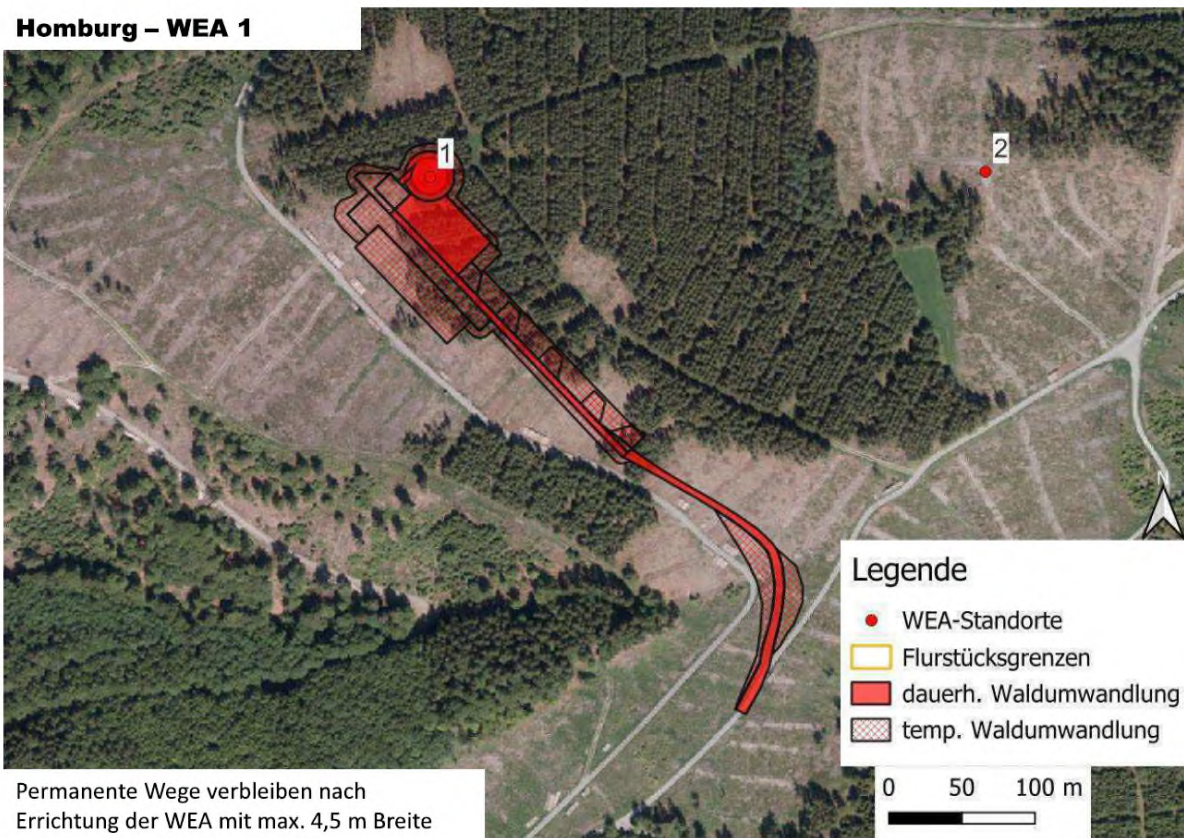 Homburg – WEA 1
1
2
Legende
WEA-Standorte
Flurstücksgrenzen
dauerh. Waldumwandlung
temp. Waldumwandlung
0 50 100 m
Permanente Wege verbleiben nach
Errichtung der WEA mit max. 4,5 m Breite